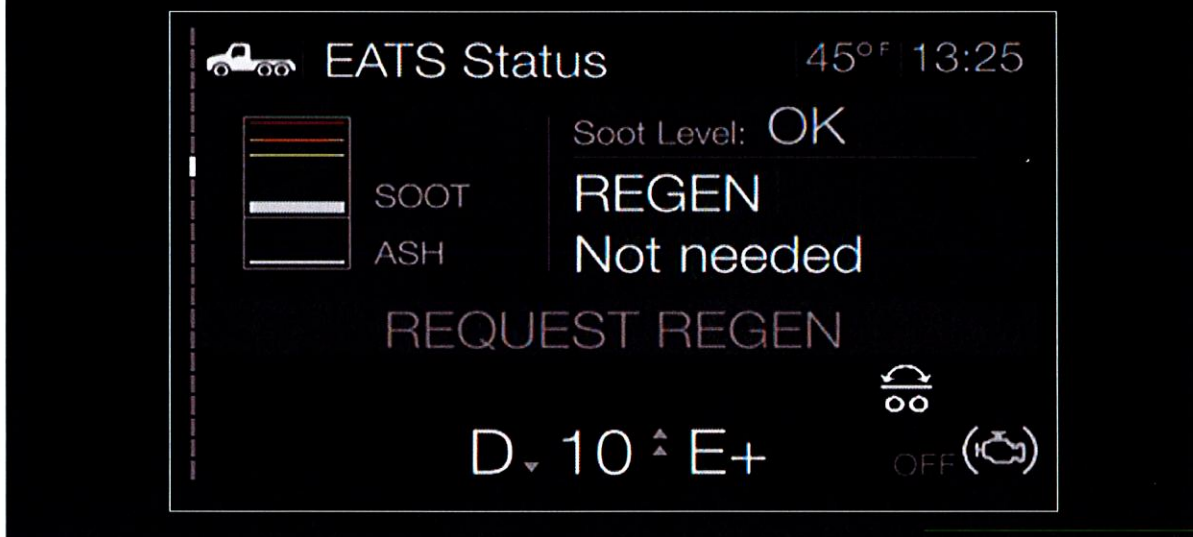 EATS Status 45°F 13:25
Soot Level: OK
SOOT REGEN
ASH Not needed
REQUEST REGEN
D 10 E+ OFF